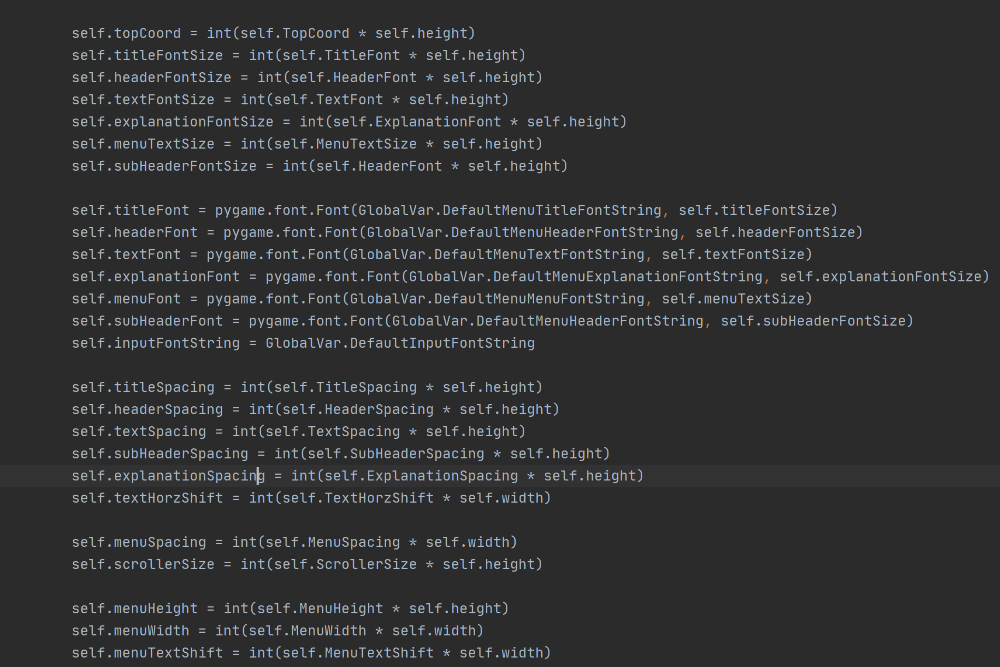 self.topCoord = int(self.TopCoord * self.height)
self.titleFontSize = int(self.TitleFont * self.height)
self.headerFontSize = int(self.HeaderFont * self.height)
self.textFontSize = int(self.TextFont * self.height)
self.explanationFontSize = int(self.ExplanationFont * self.height)
self.menuTextSize = int(self.MenuTextSize * self.height)
self.subHeaderFontSize = int(self.HeaderFont * self.height)
self.titleFont = pygame.font.Font(GlobalVar.DefaultMenuTitleFontString, self.titleFontSize)
self.headerFont = pygame.font.Font(GlobalVar.DefaultMenuHeaderFontString, self.headerFontSize)
self.textFont = pygame.font.Font(GlobalVar.DefaultMenuTextFontString, self.textFontSize)
self.explanationFont = pygame.font.Font(GlobalVar.DefaultMenuExplanationFontString, self.explanationFontSize)
self.menuFont = pygame.font.Font(GlobalVar.DefaultMenuMenuFontString, self.menuTextSize)
self.subHeaderFont = pygame.font.Font(GlobalVar.DefaultMenuHeaderFontString, self.subHeaderFontSize)
self.inputFontString = GlobalVar.DefaultInputFontString
self.titleSpacing = int(self.TitleSpacing * self.height)
self.headerSpacing = int(self.HeaderSpacing * self.height)
self.textSpacing = int(self.TextSpacing * self.height)
self.subHeaderSpacing = int(self.SubHeaderSpacing * self.height)
self.explanationSpacing = int(self.ExplanationSpacing * self.height)
self.textHorzShift = int(self.TextHorzShift * self.width)
self.menuSpacing = int(self.MenuSpacing * self.width)
self.scrollerSize = int(self.ScrollerSize * self.height)
self.menuHeight = int(self.MenuHeight * self.height)
self.menuWidth = int(self.MenuWidth * self.width)
self.menuTextShift = int(self.MenuTextShift * self.width)